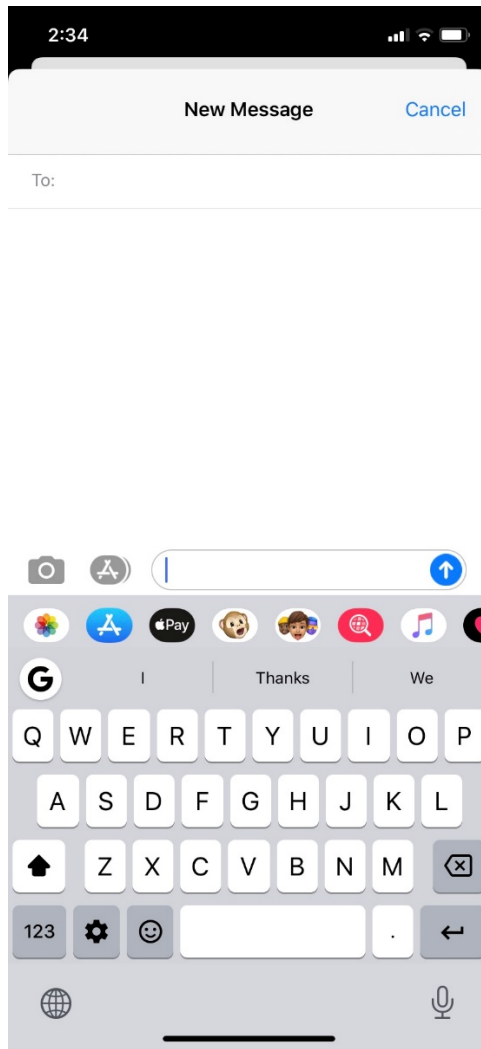 2:34
New Message Cancel
To:
Pay
G I Thanks We
Q W E R T Y U I O P
A S D F G H J K L
Z X C V B N M
123 .